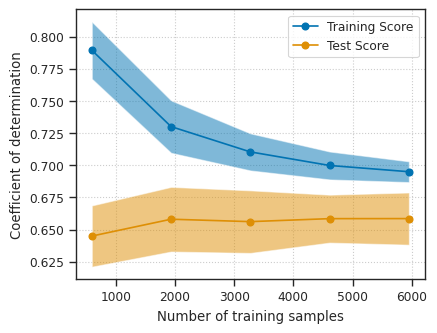 Training Score
Test Score
Coefficient of determination
0.800
0.775
0.750
0.725
0.700
0.675
0.650
0.625
1000 2000 3000 4000 5000 6000
Number of training samples